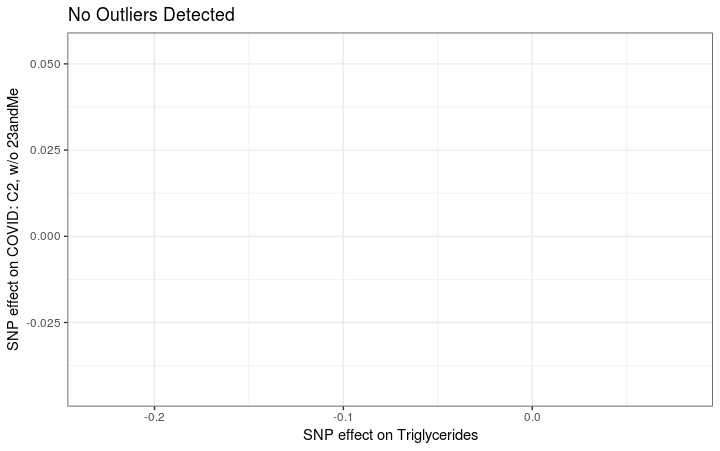 No Outliers Detected
SNP effect on COVID: C2, w/o 23andMe
0.050
0.025
0.000
-0.025
-0.2
-0.1
0.0
SNP effect on Triglycerides